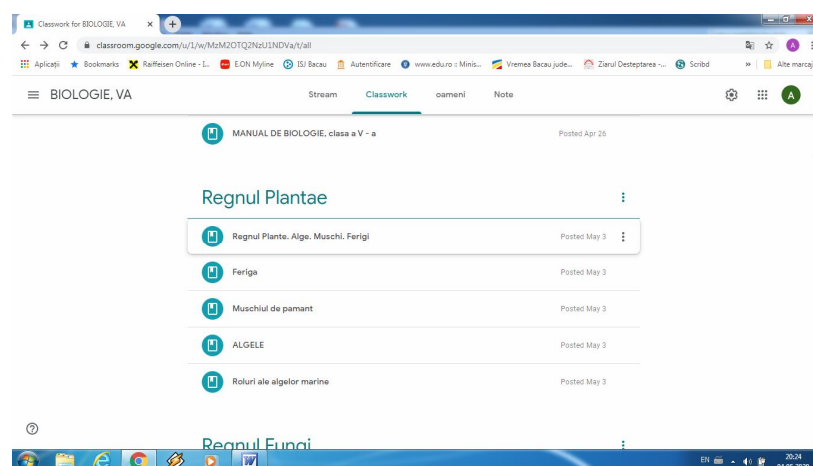 Classwork for BIOLOGIE, VA
classroom.google.com/u/1/w/MzM2OTQ2NzU1NDVa/t/all
Aplicații Bookmarks Raiffeisen Online - I... E.ON Myline ISJ Bacau Autentificare www.edu.ro :: Minis... Vremea Bacau jude... Ziarul Desteptarea -... Scribd » Alte marcaj
BIOLOGIE, VA Stream Classwork oameni Note A
MANUAL DE BIOLOGIE, clasa a V - a Posted Apr 26
Regnul Plantae
Regnul Plante. Alge. Muschi. Ferigi Posted May 3
Feriga Posted May 3
Muschiul de pamant Posted May 3
ALGELE Posted May 3
Roluri ale algelor marine Posted May 3
Regnul Fungi
EN 20:24
04.05.2020